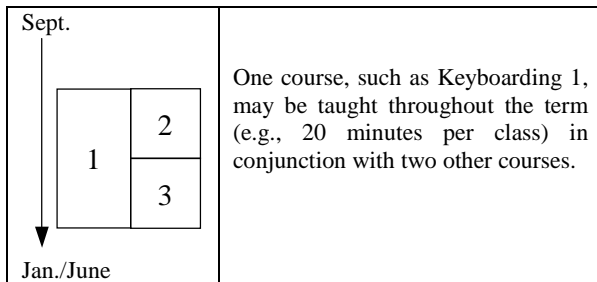 Sept.
1
2
3
Jan./June
One course, such as Keyboarding 1,
may be taught throughout the term
(e.g., 20 minutes per class) in
conjunction with two other courses.